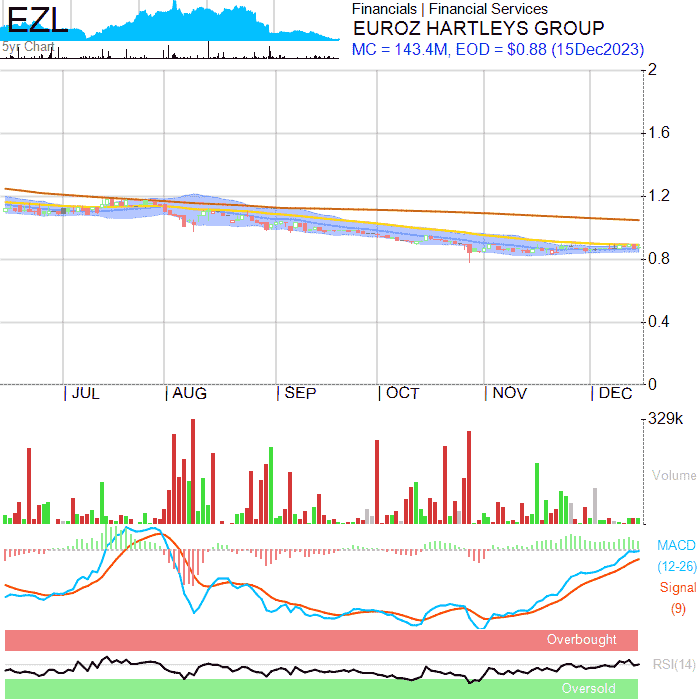 EZL
5yr Chart
Financials | Financial Services
EUROZ HARTLEYS GROUP
MC = 143.4M, EOD = $0.88 (15Dec2023)
2
1.6
1.2
0.8
0.4
0
JUL AUG SEP OCT NOV DEC
329k
Volume
MACD
(12-26)
Signal
(9)
Overbought
RSI(14)
Oversold